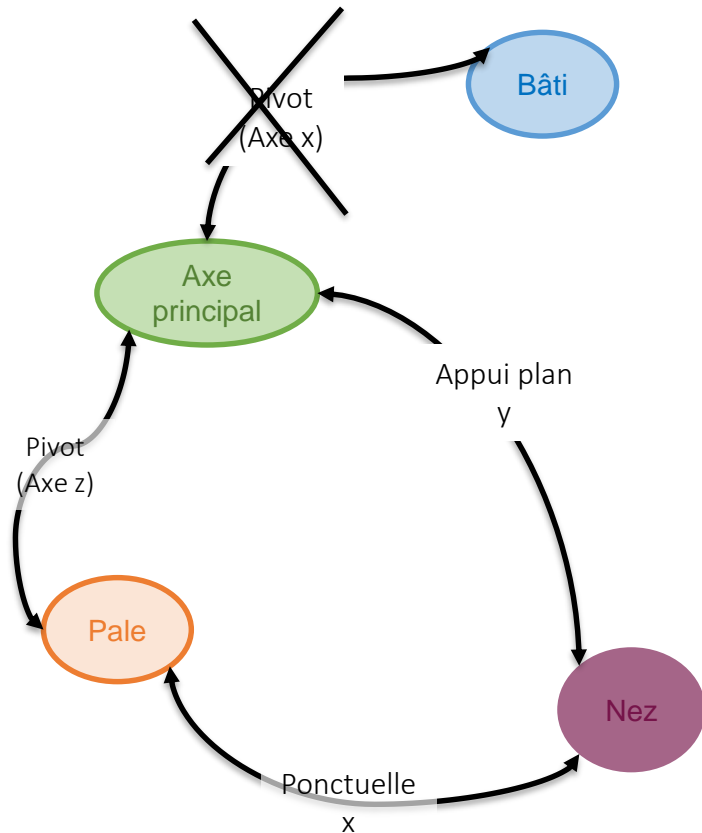 Bâti
Pivot
(Axe x)
Axe
principal
Appui plan
y
Pivot
(Axe z)
Pale
Nez
Ponctuelle
x